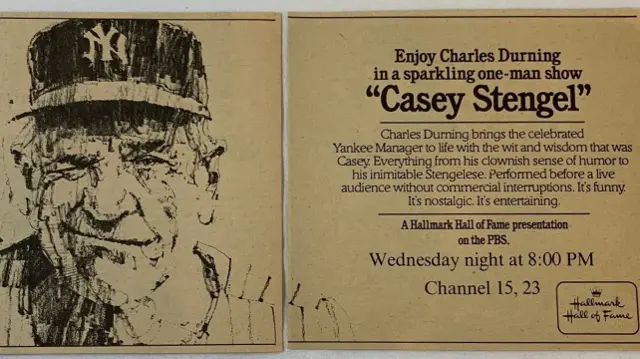 NY
Enjoy Charles Durning
in a sparkling one-man show
"Casey Stengel"
Charles Durning brings the celebrated
Yankee Manager to life with the wit and wisdom that was
Casey. Everything from his clownish sense of humor to
his inimitable Stengelese. Performed before a live
audience without commercial interruptions. It's funny.
It's nostalgic. It's entertaining.
A Hallmark Hall of Fame presentation
on the PBS.
Wednesday night at 8:00 PM
Channel 15, 23
Hallmark
Hall of Fame